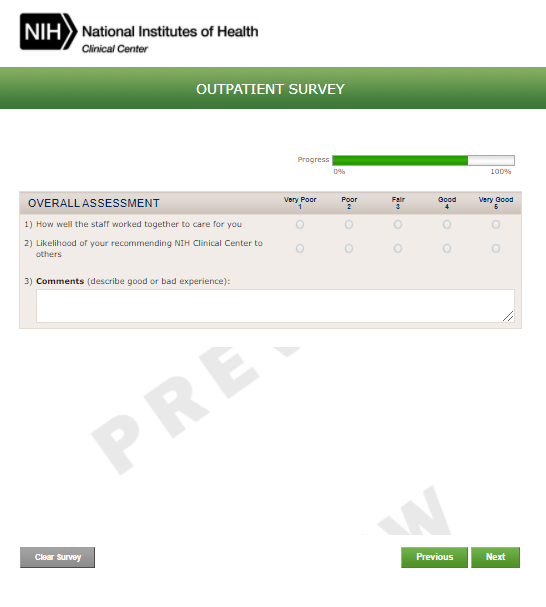 NIH National Institutes of Health
Clinical Center
OUTPATIENT SURVEY
Progress
0% 100%
OVERALL ASSESSMENT Very Poor 1 Poor 2 Fair 3 Good 4 Very Good 5
1) How well the staff worked together to care for you
2) Likelihood of your recommending NIH Clinical Center to
others
3) Comments (describe good or bad experience):
PRE
W
Clear Survey Previous Next